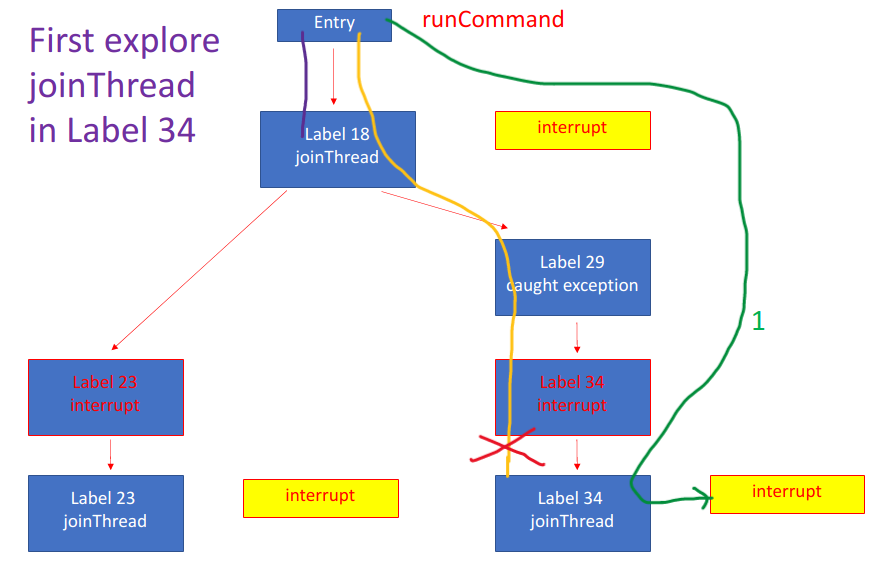 First explore
joinThread
in Label 34
Entry
runCommand
Label 18
joinThread
interrupt
Label 29
caught exception
1
Label 23
interrupt
Label 34
interrupt
Label 23
joinThread
interrupt
Label 34
joinThread
interrupt